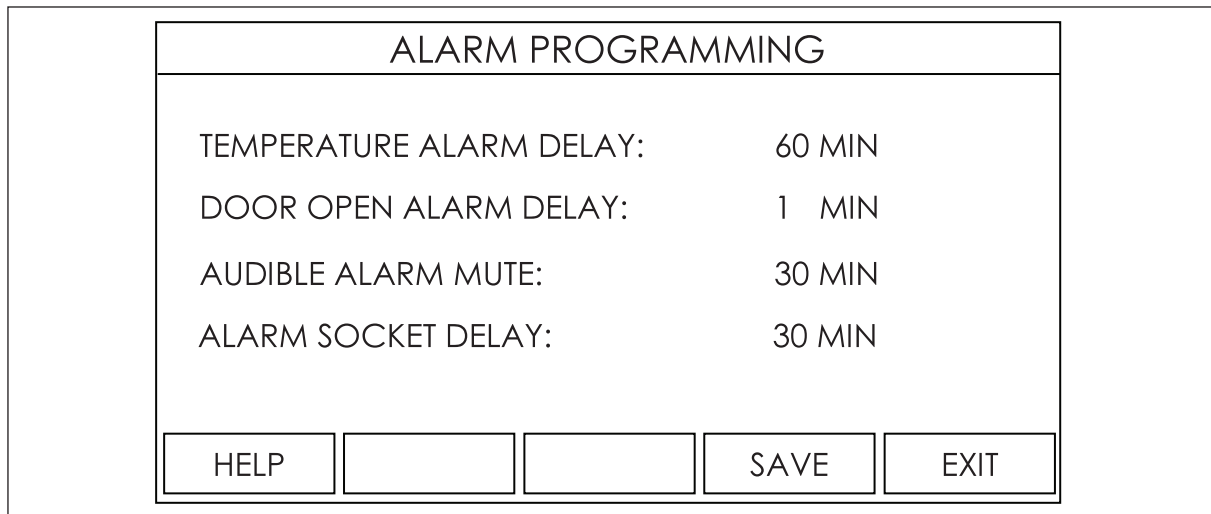 ALARM PROGRAMMING
TEMPERATURE ALARM DELAY: 60 MIN
DOOR OPEN ALARM DELAY: 1 MIN
AUDIBLE ALARM MUTE: 30 MIN
ALARM SOCKET DELAY: 30 MIN
HELP SAVE EXIT